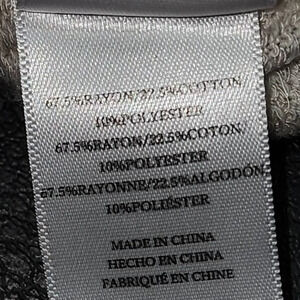 67.5%RAYON/22.5%COTTON
10%POLYESTER
67.5%RAYON/22.5%COTON
10%POLYESTER
67.5%RAYONNE/22.5%ALGODÓN
10%POLIÉSTER
MADE IN CHINA
HECHO EN CHINA
FABRIQUÉ EN CHINE